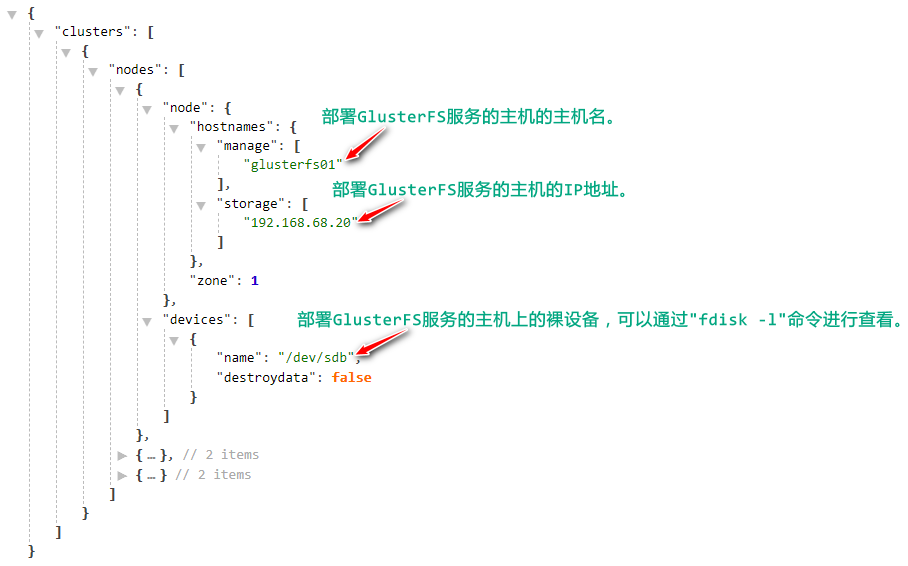 {
"clusters": [
{
"nodes": [
{
"node": {
部署GlusterFS服务的主机的主机名。
"hostnames": {
"manage": [
"glusterfs01"
],
部署GlusterFS服务的主机的IP地址。
"storage": [
"192.168.68.20"
]
},
"zone": 1
},
部署GlusterFS服务的主机上的裸设备，可以通过"fdisk -l"命令进行查看。
"devices": [
{
"name": "/dev/sdb",
"destroydata": false
}
]
},
{ … }, // 2 items
{ … } // 2 items
]
}
]
}